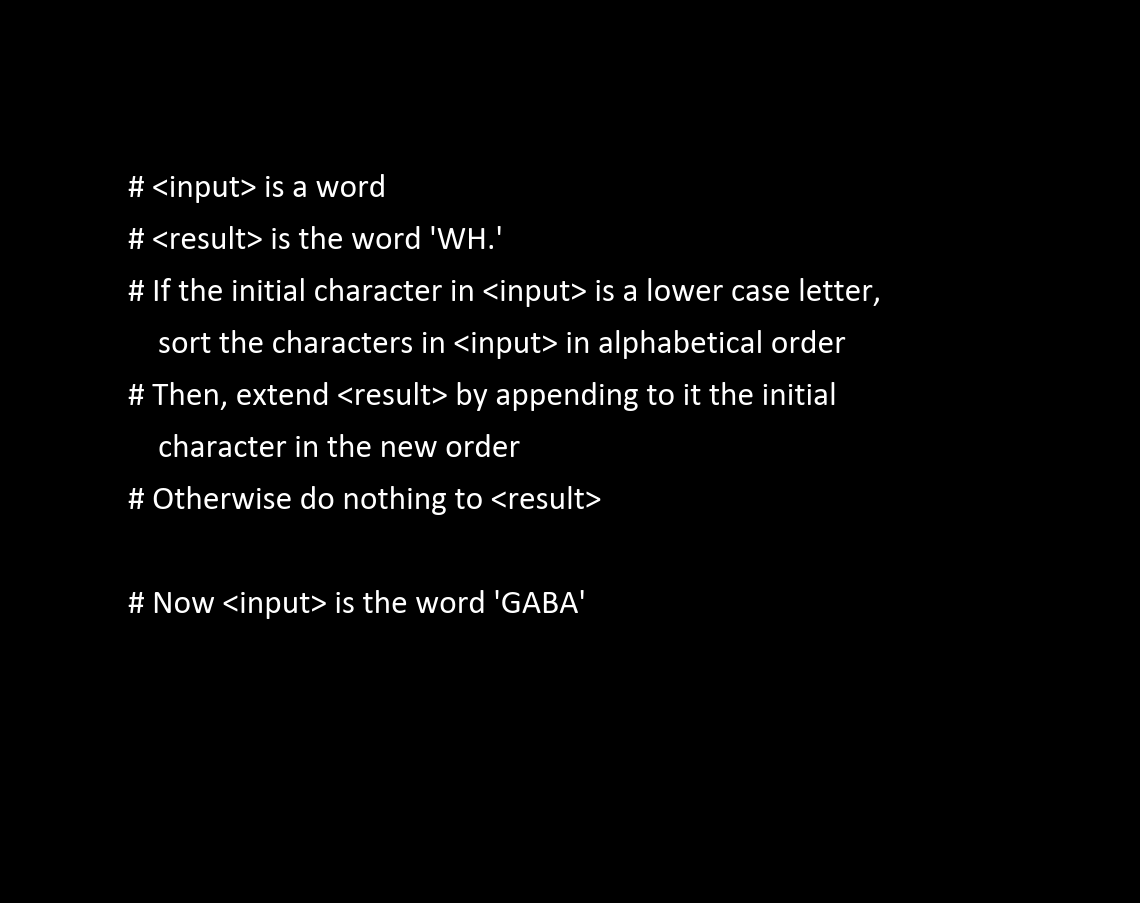 # <input> is a word
# <result> is the word 'WH.'
# If the initial character in <input> is a lower case letter,
sort the characters in <input> in alphabetical order
# Then, extend <result> by appending to it the initial
character in the new order
# Otherwise do nothing to <result>
# Now <input> is the word 'GABA'